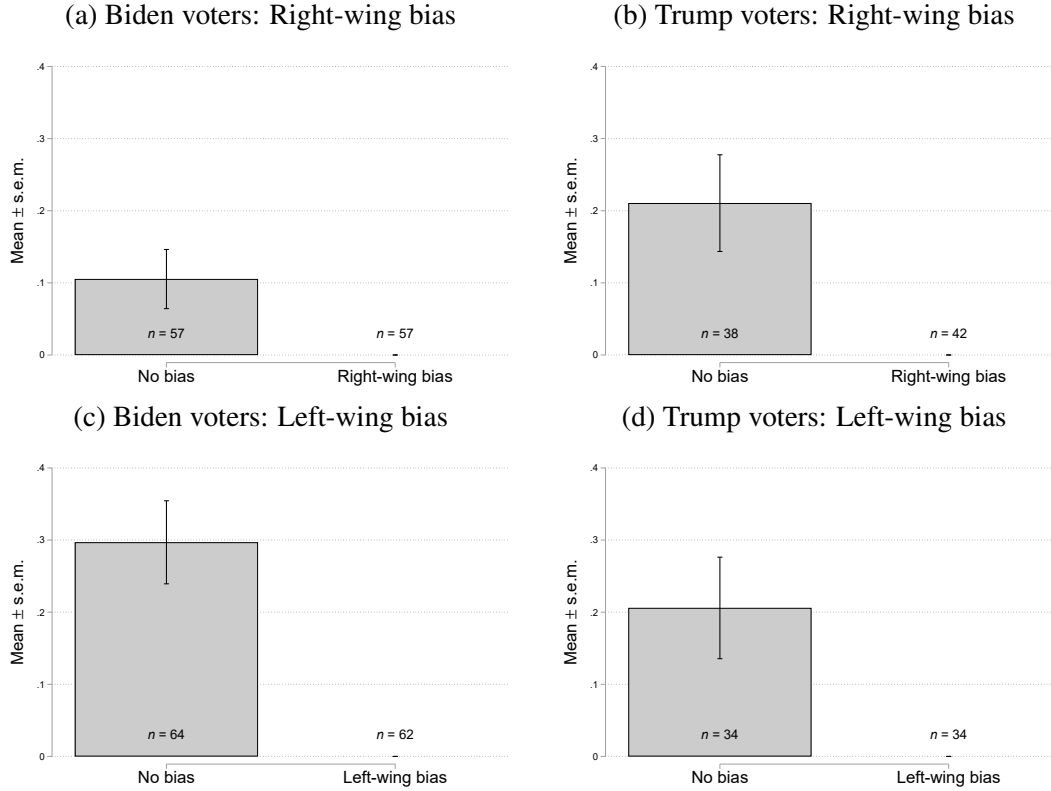 (a) Biden voters: Right-wing bias
.4
.3
.2
.1
0
Mean ± s.e.m.
n = 57
n = 57
No bias
Right-wing bias
(b) Trump voters: Right-wing bias
.4
.3
.2
.1
0
Mean ± s.e.m.
n = 38
n = 42
No bias
Right-wing bias
(c) Biden voters: Left-wing bias
.4
.3
.2
.1
0
Mean ± s.e.m.
n = 64
n = 62
No bias
Left-wing bias
(d) Trump voters: Left-wing bias
.4
.3
.2
.1
0
Mean ± s.e.m.
n = 34
n = 34
No bias
Left-wing bias